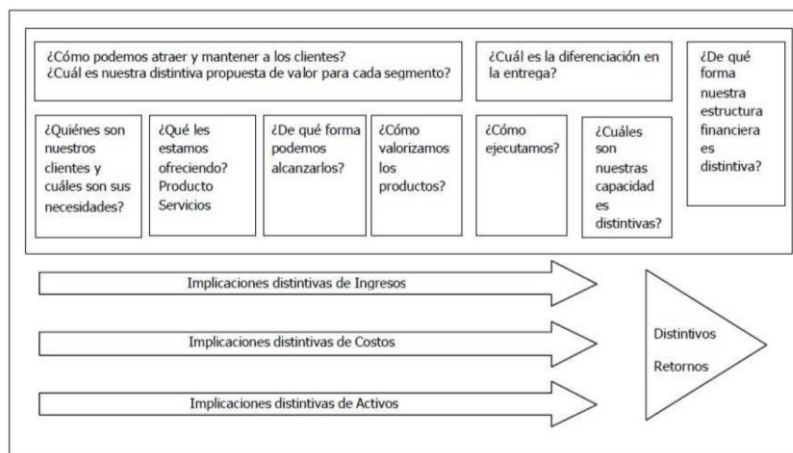 ¿Cómo podemos atraer y mantener a los clientes?
¿Cuál es nuestra distintiva propuesta de valor para cada segmento?
¿Cuál es la diferenciación en
la entrega?
¿De qué
forma
nuestra
estructura
financiera
es
distintiva?
¿Quiénes son
nuestros
clientes y
cuáles son sus
necesidades?
¿Qué les
estamos
ofreciendo?
Producto
Servicios
¿De qué forma
podemos
alcanzarlos?
¿Cómo
valorizamos
los
productos?
¿Cómo
ejecutamos?
¿Cuáles
son
nuestras
capacidad
es
distintivas?
Implicaciones distintivas de Ingresos
Implicaciones distintivas de Costos
Implicaciones distintivas de Activos
Distintivos
Retornos